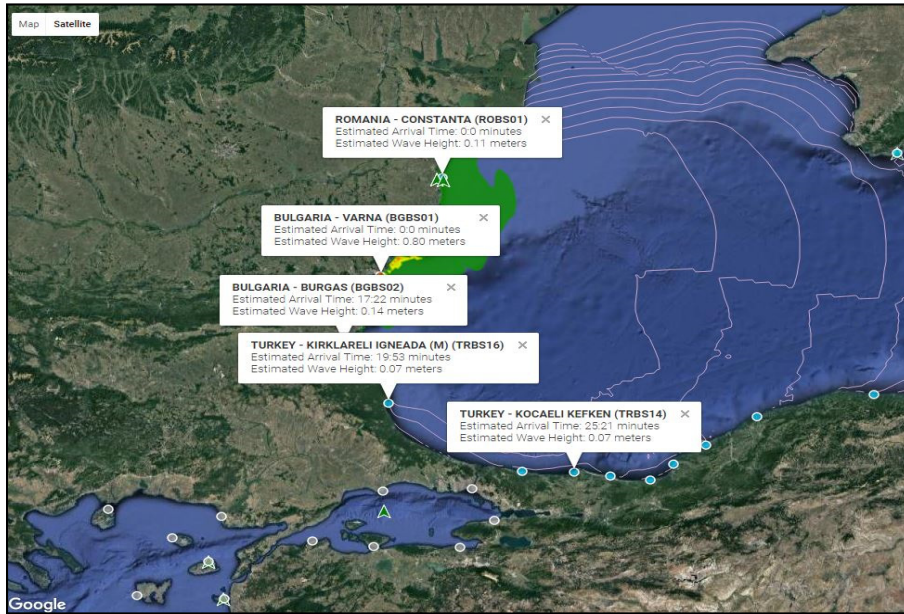 Map Satellite
ROMANIA - CONSTANTA (ROBS01) ×
Estimated Arrival Time: 0:0 minutes
Estimated Wave Height: 0.11 meters
BULGARIA - VARNA (BGBS01) ×
Estimated Arrival Time: 0:0 minutes
Estimated Wave Height: 0.80 meters
BULGARIA - BURGAS (BGBS02) ×
Estimated Arrival Time: 17:22 minutes
Estimated Wave Height: 0.14 meters
TURKEY - KIRKLARELI IGNEADA (M) (TRBS16) ×
Estimated Arrival Time: 19:53 minutes
Estimated Wave Height: 0.07 meters
TURKEY - KOCAELI KEFKEN (TRBS14) ×
Estimated Arrival Time: 25:21 minutes
Estimated Wave Height: 0.07 meters
Google